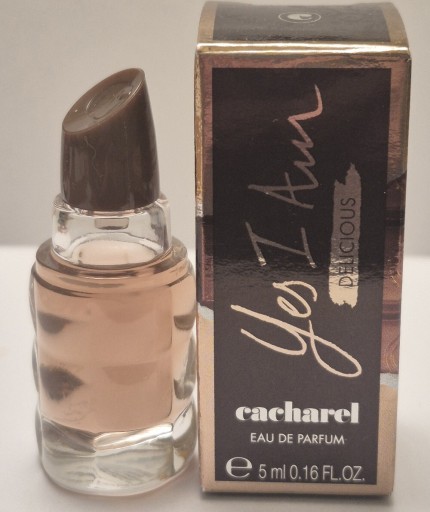 Yes I Am
DELICIOUS
cacharel
EAU DE PARFUM
℮ 5 ml 0.16 FL.OZ.